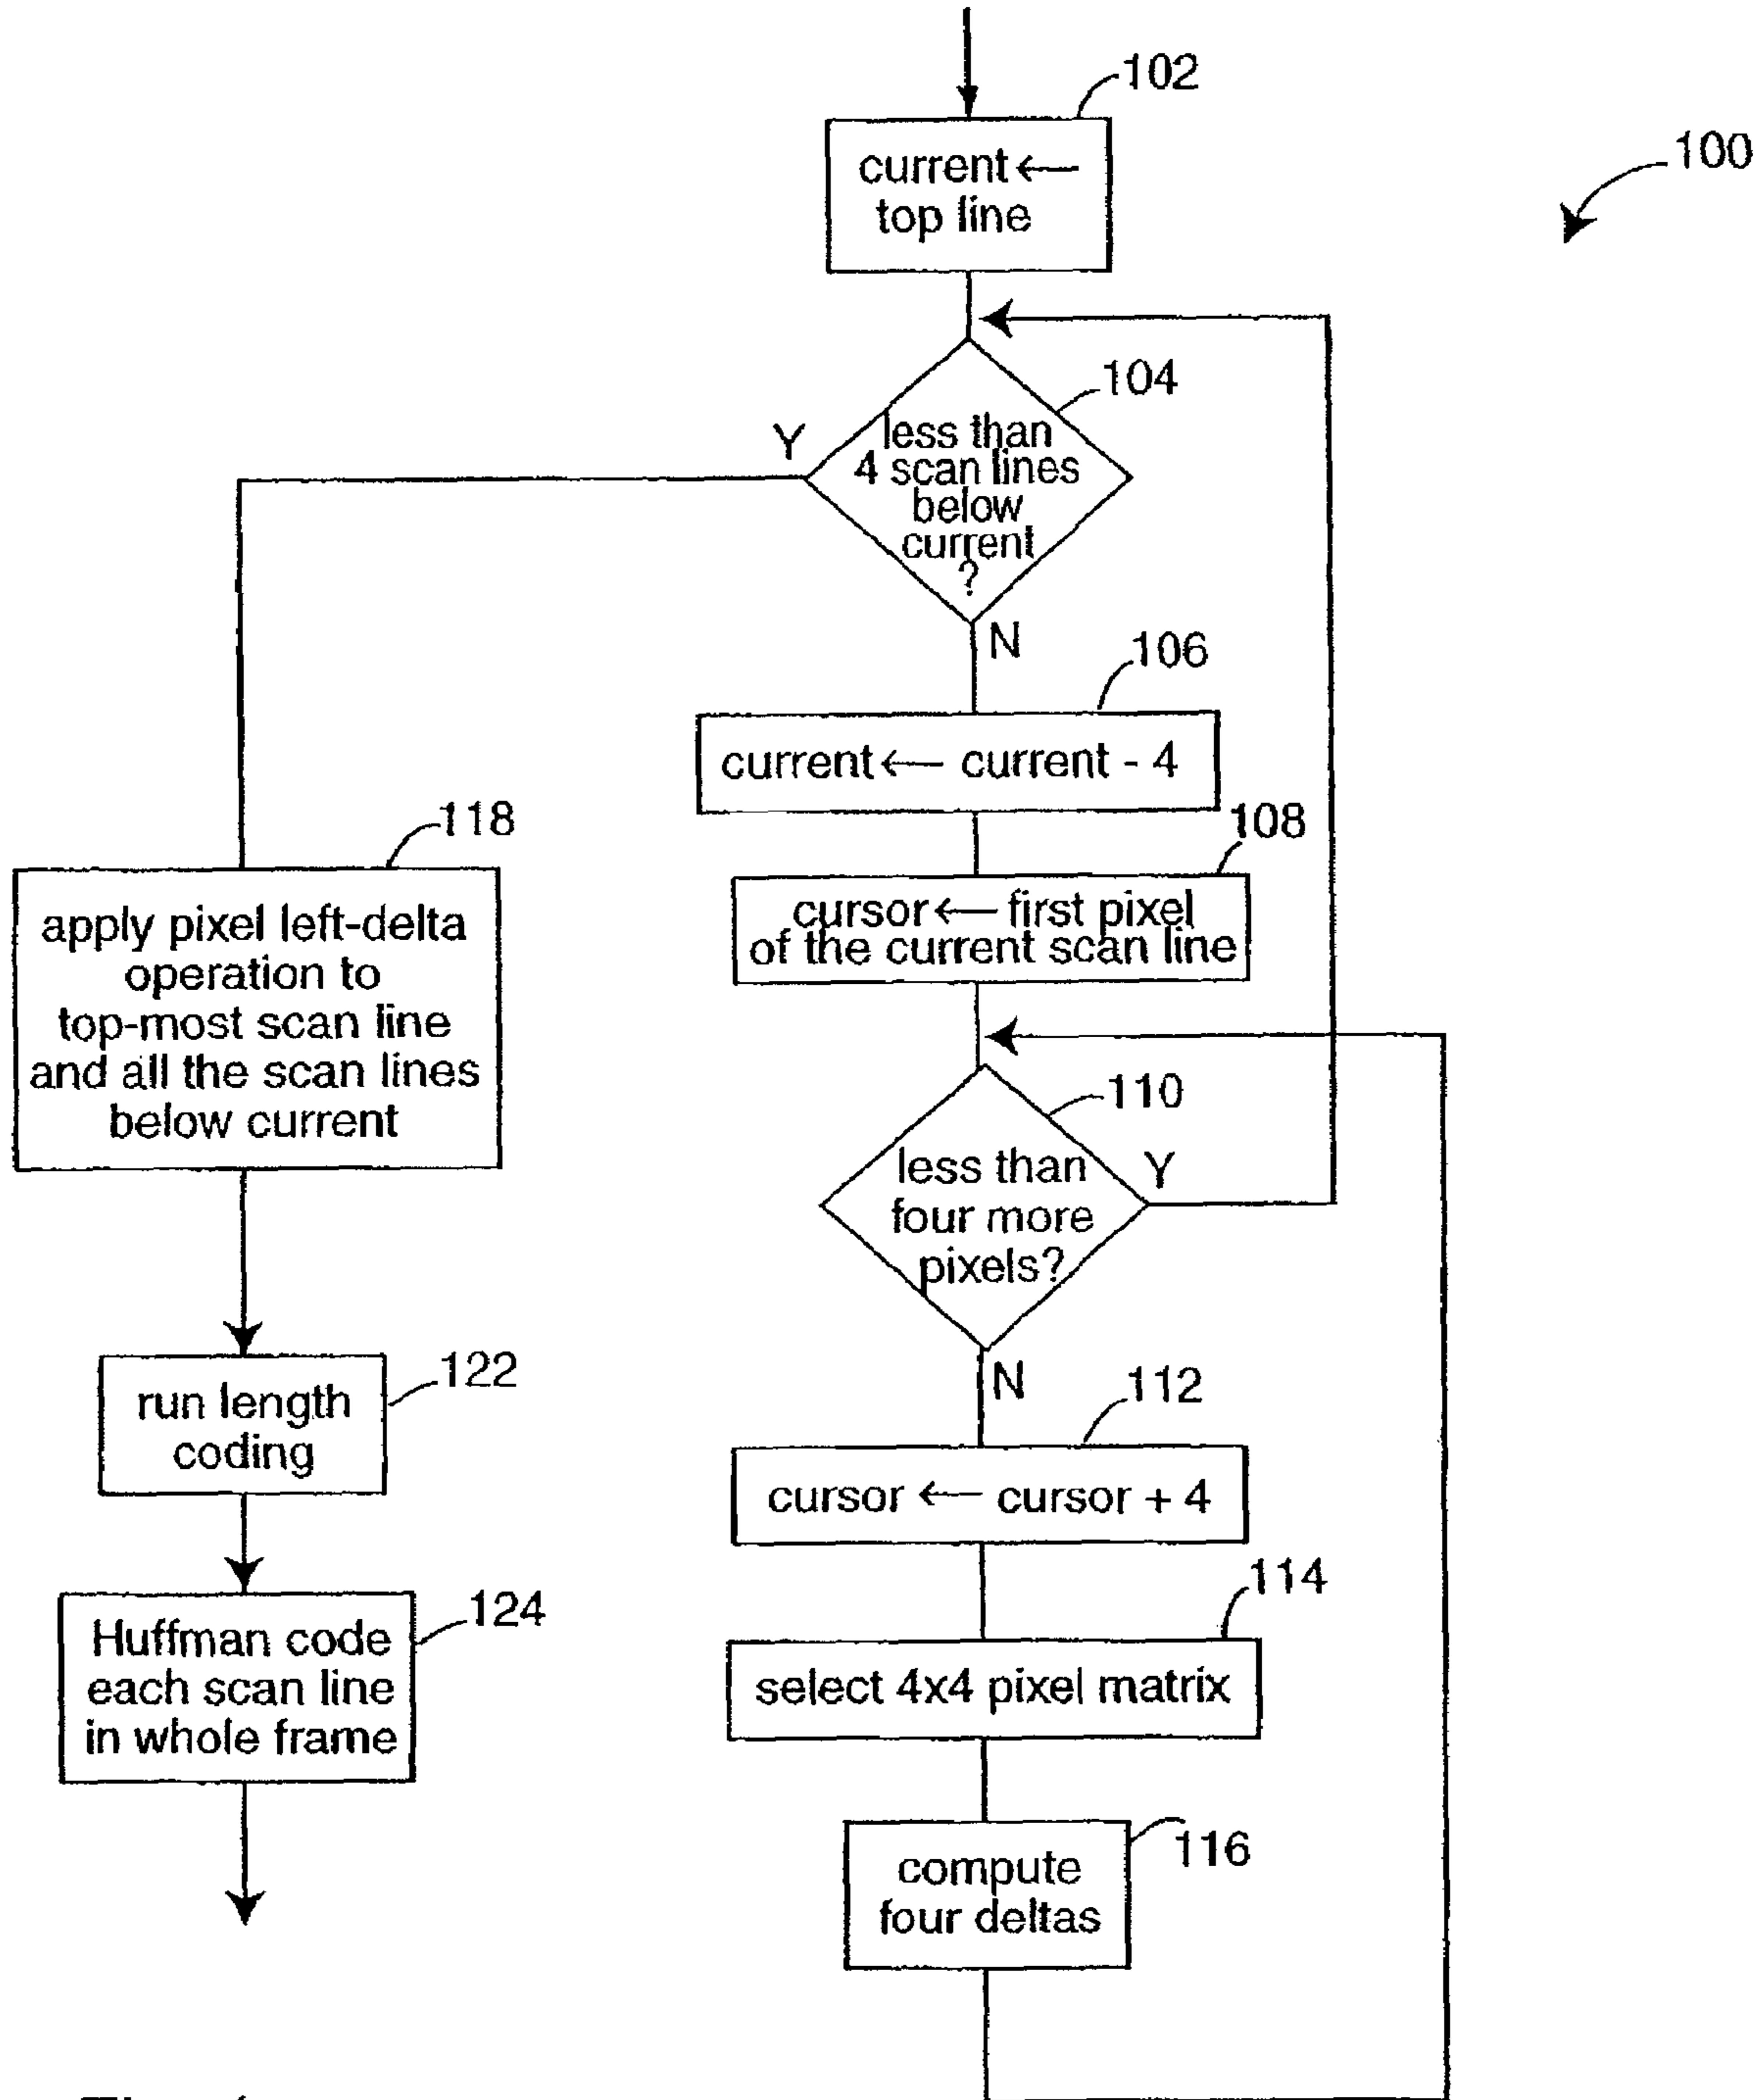 102
current ←
top line
100
104
less than
4 scan lines
below
current
?
Y
N
106
current ← current - 4
108
cursor ← first pixel
of the current scan line
118
apply pixel left-delta
operation to
top-most scan line
and all the scan lines
below current
110
less than
four more
pixels?
Y
N
122
run length
coding
112
cursor ← cursor + 4
114
select 4x4 pixel matrix
124
Huffman code
each scan line
in whole frame
116
compute
four deltas